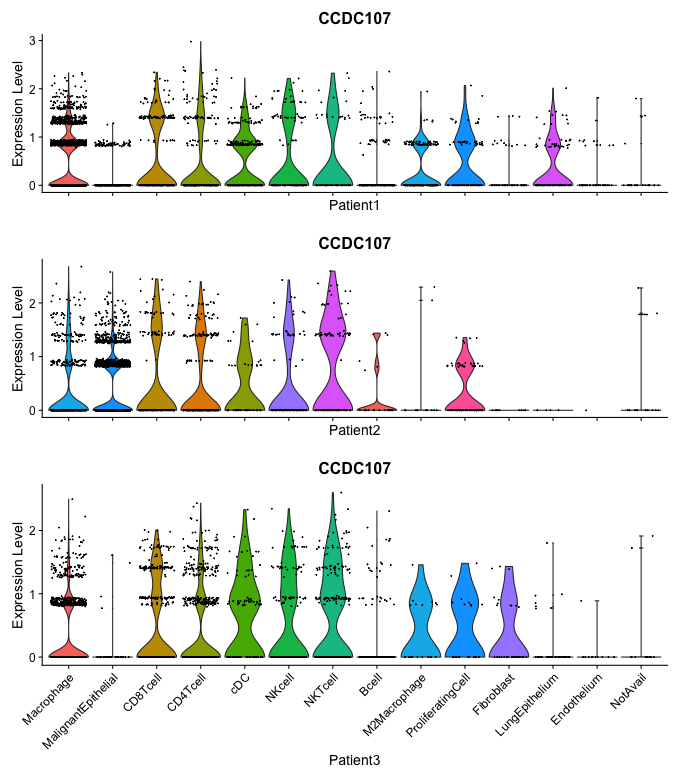 CCDC107
Expression Level
3
2
1
0
Patient1
CCDC107
Expression Level
2
1
0
Patient2
CCDC107
Expression Level
2
1
0
Macrophage
MalignantEpithelial
CD8Tcell
CD4Tcell
cDC
NKcell
NKTcell
Bcell
M2Macrophage
ProliferatingCell
Fibroblast
LungEpithelium
Endothelium
NotAvail
Patient3